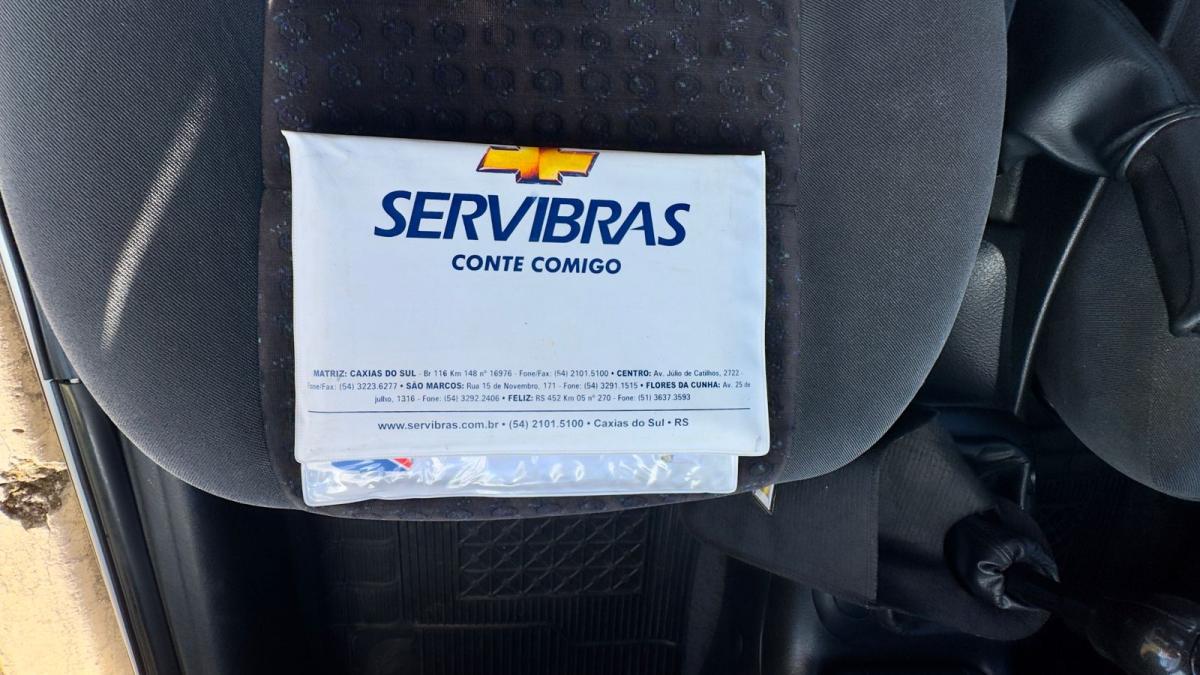 SERVIBRAS
CONTE COMIGO
MATRIZ: CAXIAS DO SUL - Br 116 Km 148 nº 16976 - Fone/Fax: (54) 2101.5100 • CENTRO: Av. Júlio de Catilhos, 2722 -
Fone/Fax: (54) 3223.6277 • SÃO MARCOS: Rua 15 de Novembro, 171 - Fone: (54) 3291.1515 • FLORES DA CUNHA: Av. 25 de
julho, 1316 - Fone: (54) 3292.2406 • FELIZ: RS 452 Km 05 nº 270 - Fone: (51) 3637.3593
www.servibras.com.br • (54) 2101.5100 • Caxias do Sul • RS